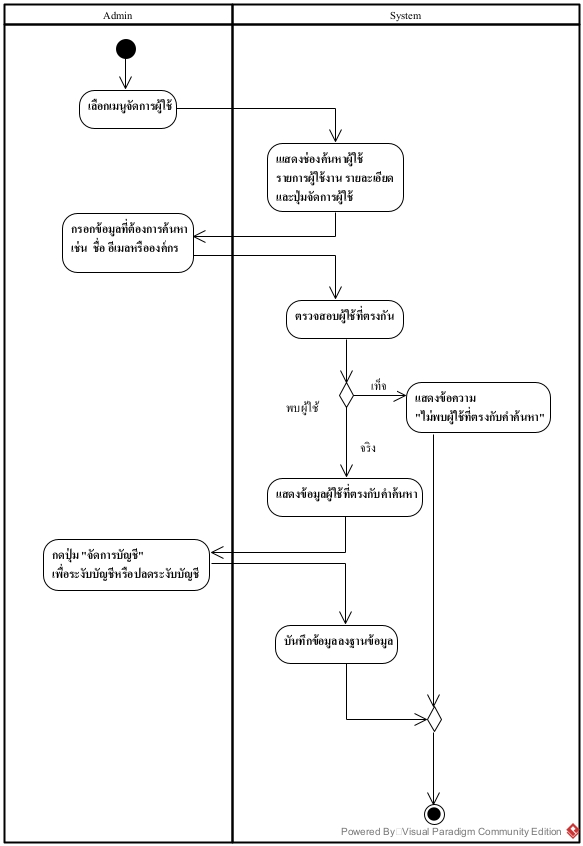 Admin
System
เลือกเมนูจัดการผู้ใช้
แสดงช่องค้นหาผู้ใช้
รายการผู้ใช้งาน รายละเอียด
และปุ่มจัดการผู้ใช้
กรอกข้อมูลที่ต้องการค้นหา
เช่น ชื่อ อีเมลหรือองค์กร
ตรวจสอบผู้ใช้ที่ตรงกัน
เท็จ
พบผู้ใช้
แสดงข้อความ
"ไม่พบผู้ใช้ที่ตรงกับคำค้นหา"
จริง
แสดงข้อมูลผู้ใช้ที่ตรงกับคำค้นหา
กดปุ่ม "จัดการบัญชี"
เพื่อระงับบัญชีหรือปลดระงับบัญชี
บันทึกข้อมูลลงฐานข้อมูล
Powered By Visual Paradigm Community Edition